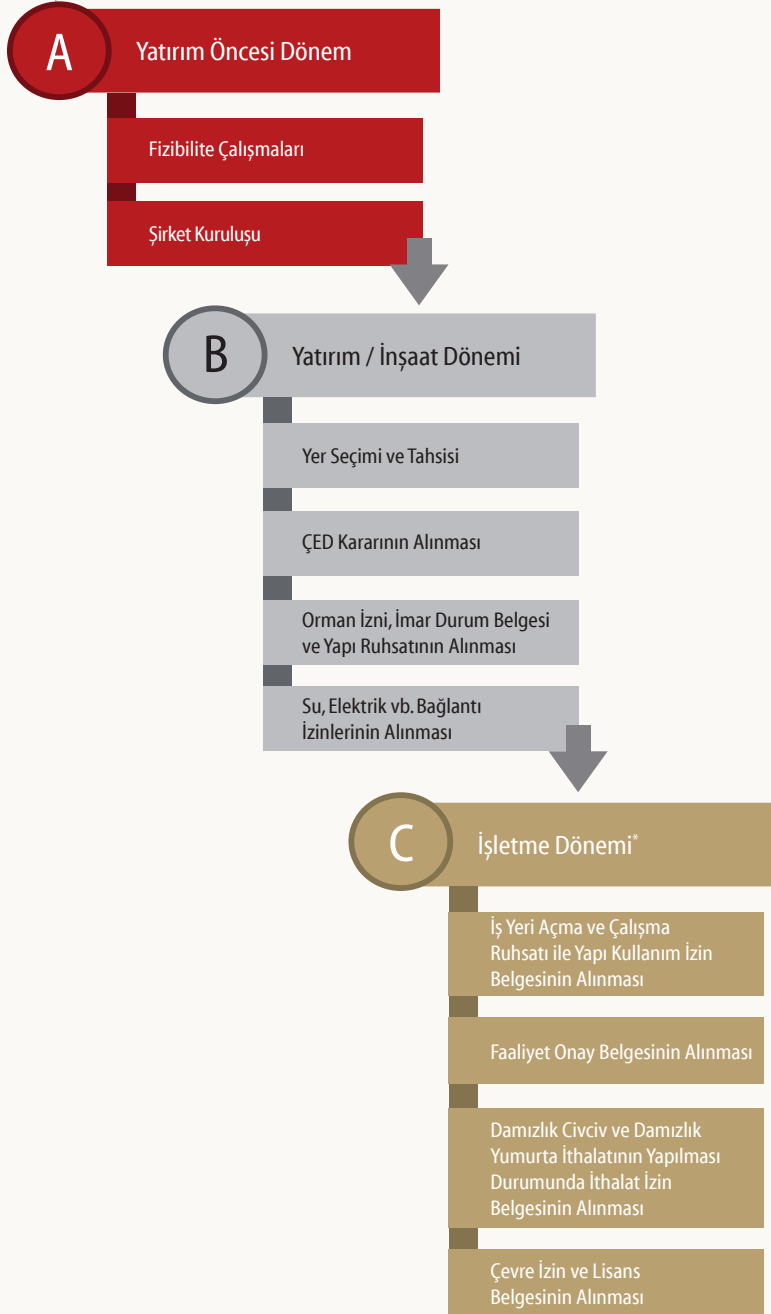 A
Yatırım Öncesi Dönem
Fizibilite Çalışmaları
Şirket Kuruluşu
B
Yatırım / İnşaat Dönemi
Yer Seçimi ve Tahsisi
ÇED Kararının Alınması
Orman İzni, İmar Durum Belgesi
ve Yapı Ruhsatının Alınması
Su, Elektrik vb. Bağlantı
İzinlerinin Alınması
C
İşletme Dönemi*
İş Yeri Açma ve Çalışma
Ruhsatı ile Yapı Kullanım İzin
Belgesinin Alınması
Faaliyet Onay Belgesinin Alınması
Damızlık Civciv ve Damızlık
Yumurta İthalatının Yapılması
Durumunda İthalat İzin
Belgesinin Alınması
Çevre İzin ve Lisans
Belgesinin Alınması